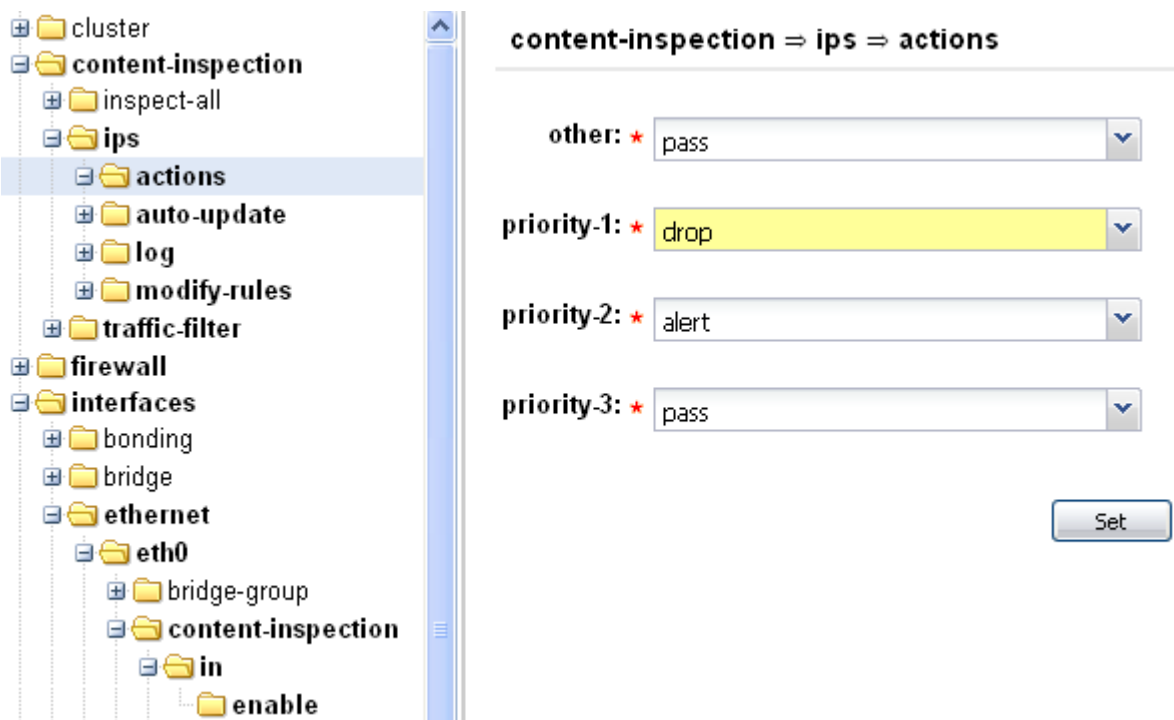 cluster
content-inspection
inspect-all
ips
actions
auto-update
log
modify-rules
traffic-filter
firewall
interfaces
bonding
bridge
ethernet
eth0
bridge-group
content-inspection
in
enable
content-inspection ⇒ ips ⇒ actions
other: * pass
priority-1: * drop
priority-2: * alert
priority-3: * pass
Set